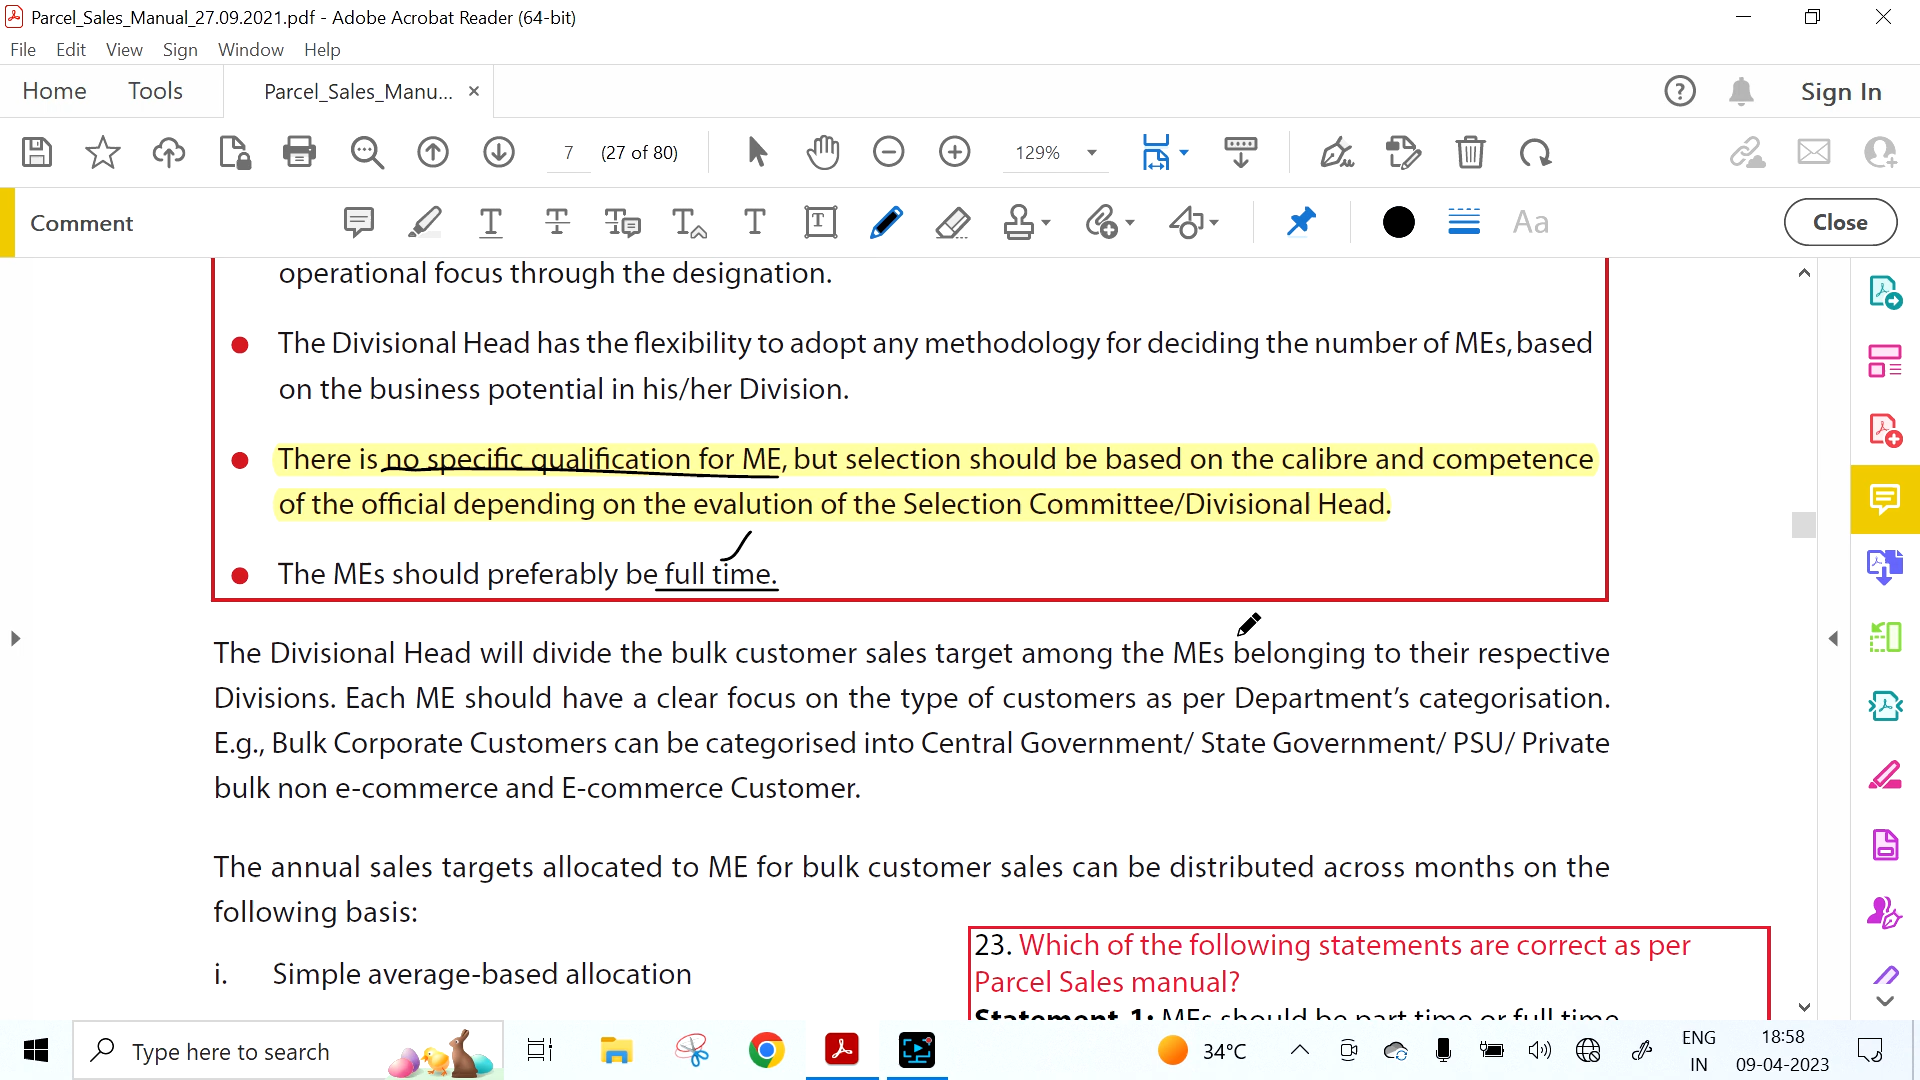 Parcel_Sales_Manual_27.09.2021.pdf - Adobe Acrobat Reader (64-bit)
File Edit View Sign Window Help
Home Tools Parcel_Sales_Manu... × Sign In
7 (27 of 80) 129%
Comment Aa Close
operational focus through the designation.
● The Divisional Head has the flexibility to adopt any methodology for deciding the number of MEs, based
on the business potential in his/her Division.
● There is no specific qualification for ME, but selection should be based on the calibre and competence
of the official depending on the evalution of the Selection Committee/Divisional Head.
● The MEs should preferably be full time.
The Divisional Head will divide the bulk customer sales target among the MEs belonging to their respective
Divisions. Each ME should have a clear focus on the type of customers as per Department's categorisation.
E.g., Bulk Corporate Customers can be categorised into Central Government/ State Government/ PSU/ Private
bulk non e-commerce and E-commerce Customer.
The annual sales targets allocated to ME for bulk customer sales can be distributed across months on the
following basis:
i. Simple average-based allocation
23. Which of the following statements are correct as per
Parcel Sales manual?
Statement 1: MEs should be part time or full time
Type here to search
34°C
ENG
IN
18:58
09-04-2023